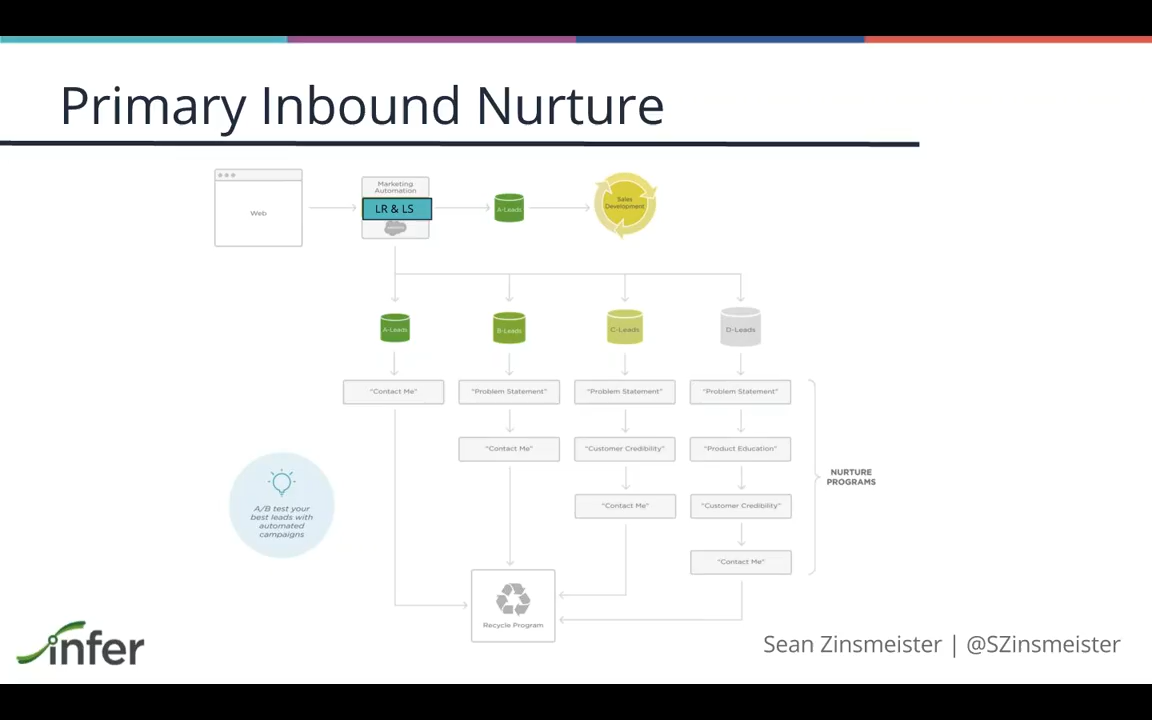 Primary Inbound Nurture
Web
Marketing
Automation
LR & LS
A-Leads
Sales
Development
A-Leads
B-Leads
C-Leads
D-Leads
"Contact Me"
"Problem Statement"
"Problem Statement"
"Problem Statement"
"Contact Me"
"Customer Credibility"
"Product Education"
"Contact Me"
"Customer Credibility"
"Contact Me"
NURTURE
PROGRAMS
A/B test your
best leads with
automated
campaigns
Recycle Program
infer
Sean Zinsmeister | @SZinsmeister